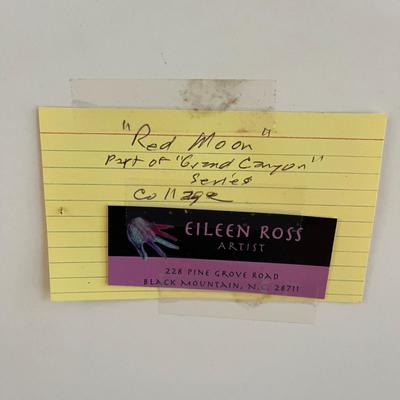 "Red Moon"
Part of "Grand Canyon"
Series
Collage
EILEEN ROSS
ARTIST
228 PINE GROVE ROAD
BLACK MOUNTAIN, N.C. 28711